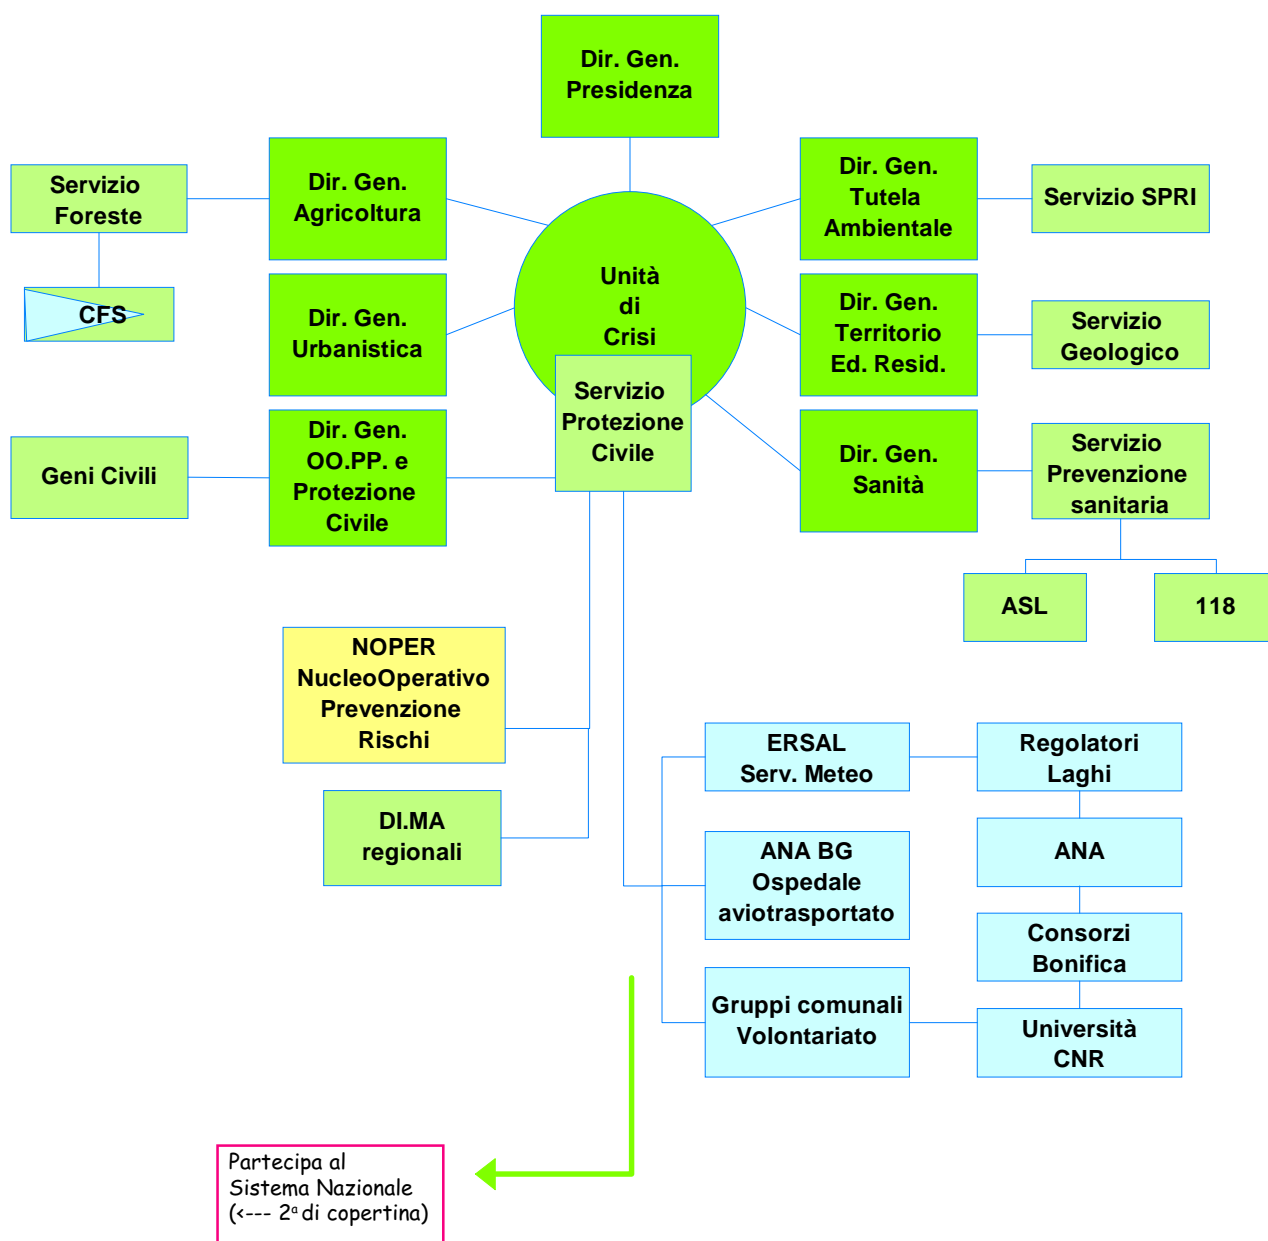 Dir. Gen.
Presidenza
Servizio
Foreste
CFS
Dir. Gen.
Agricoltura
Dir. Gen.
Urbanistica
Geni Civili
Dir. Gen.
OO.PP. e
Protezione
Civile
Unità
di
Crisi
Servizio
Protezione
Civile
Dir. Gen.
Tutela
Ambientale
Servizio SPRI
Dir. Gen.
Territorio
Ed. Resid.
Servizio
Geologico
Dir. Gen.
Sanità
Servizio
Prevenzione
sanitaria
ASL
118
NOPER
NucleoOperativo
Prevenzione
Rischi
DI.MA
regionali
ERSAL
Serv. Meteo
Regolatori
Laghi
ANA BG
Ospedale
aviotrasportato
ANA
Consorzi
Bonifica
Gruppi comunali
Volontariato
Università
CNR
Partecipa al
Sistema Nazionale
(<--- 2ª di copertina)